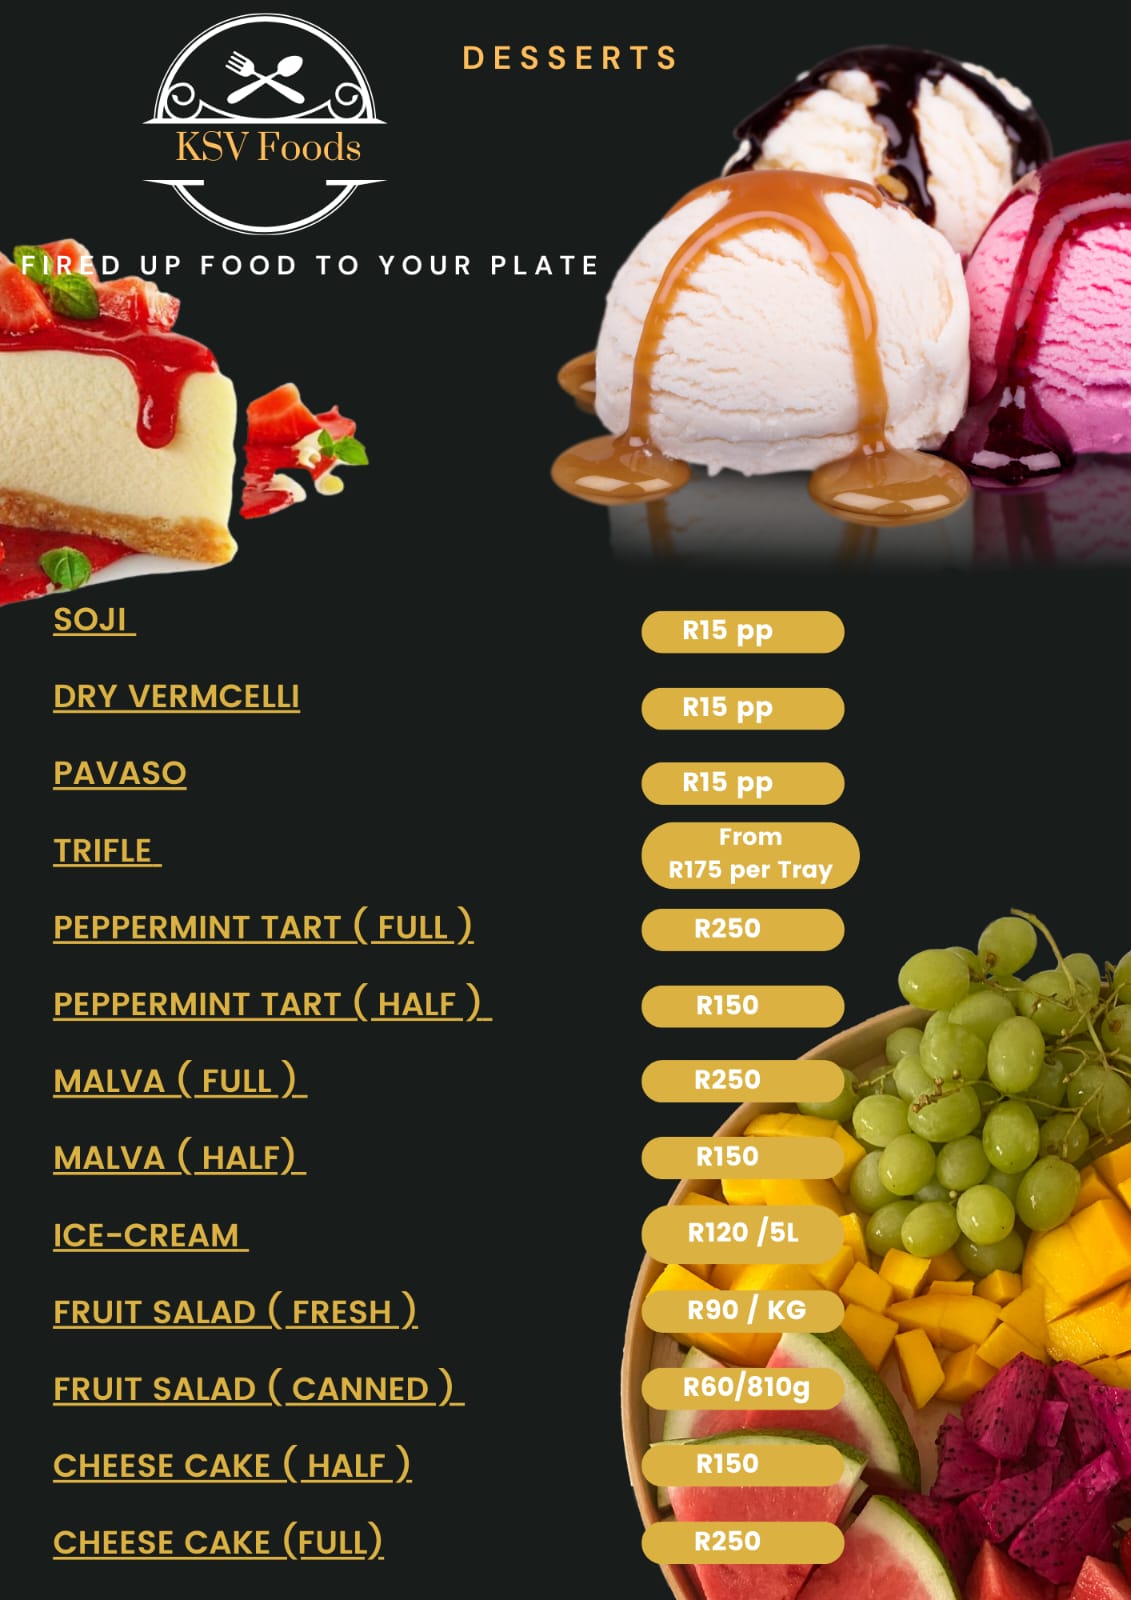 DESSERTS
KSV Foods
FIRED UP FOOD TO YOUR PLATE
SOJI R15 pp
DRY VERMCELLI R15 pp
PAVASO R15 pp
TRIFLE From
R175 per Tray
PEPPERMINT TART ( FULL ) R250
PEPPERMINT TART ( HALF ) R150
MALVA ( FULL ) R250
MALVA ( HALF) R150
ICE-CREAM R120 /5L
FRUIT SALAD ( FRESH ) R90 / KG
FRUIT SALAD ( CANNED ) R60/810g
CHEESE CAKE ( HALF ) R150
CHEESE CAKE (FULL) R250